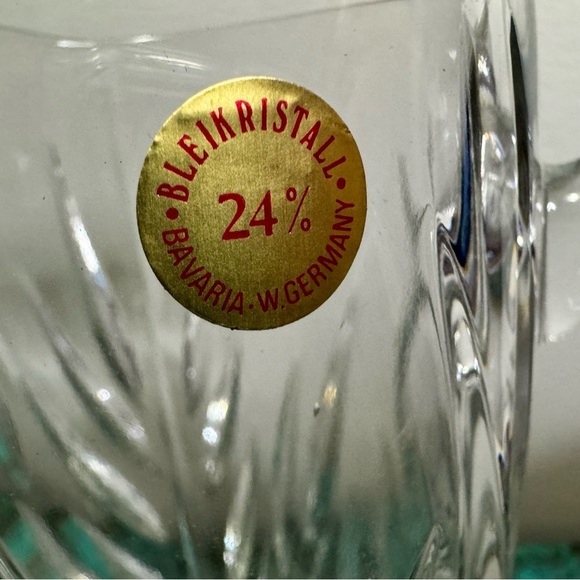 • BLEIKRISTALL •
24%
BAVARIA · W.GERMANY